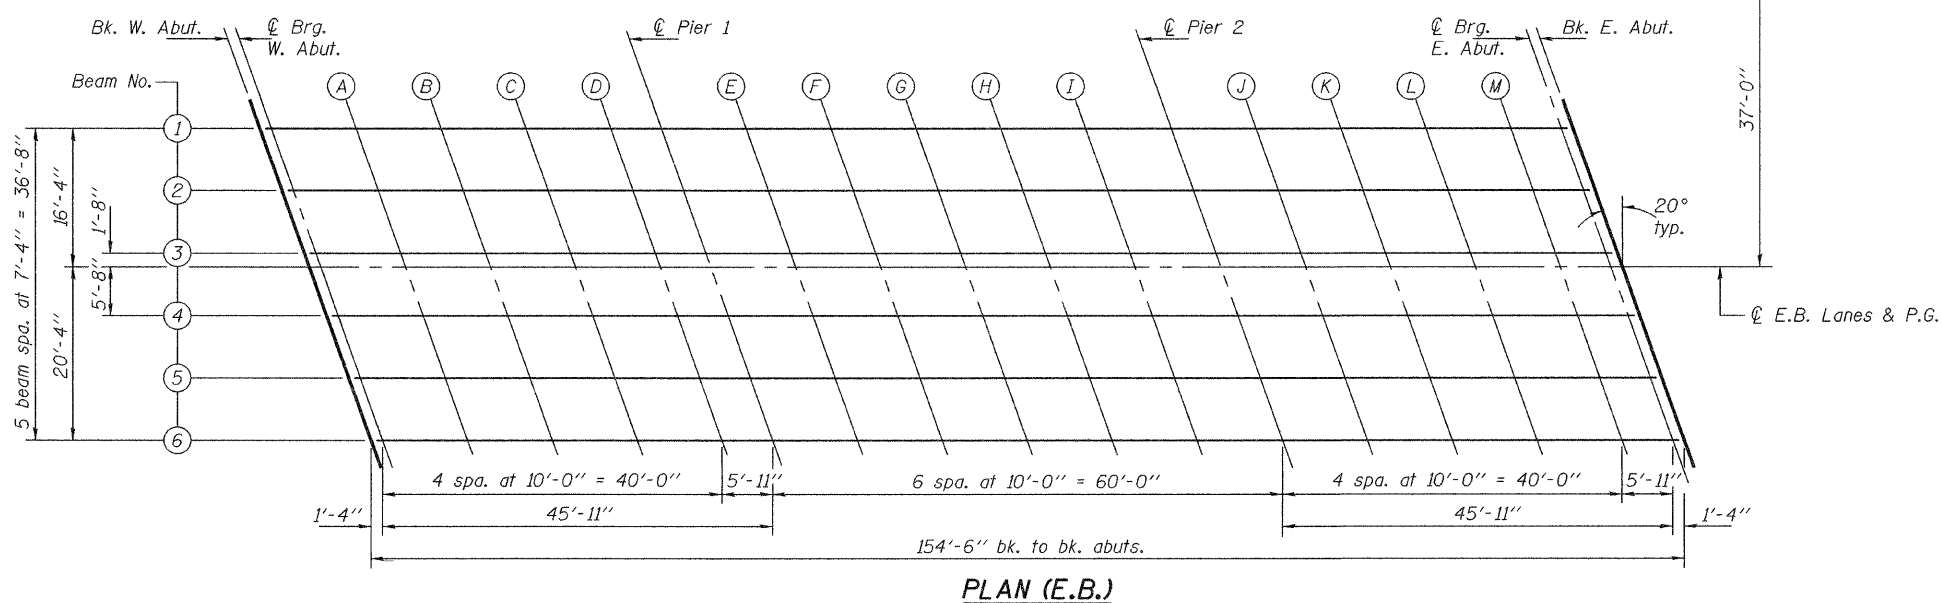 Bk. W. Abut.
℄ Brg.
W. Abut.
℄ Pier 1
℄ Pier 2
℄ Brg.
E. Abut.
Bk. E. Abut.
Beam No.
A
B
C
D
E
F
G
H
I
J
K
L
M
37'-0"
1
2
3
4
5
6
5 beam spa. at 7'-4" = 36'-8"
16'-4"
20'-4"
1'-8"
5'-8"
20°
typ.
℄ E.B. Lanes & P.G.
4 spa. at 10'-0" = 40'-0"
5'-11"
6 spa. at 10'-0" = 60'-0"
4 spa. at 10'-0" = 40'-0"
5'-11"
1'-4"
45'-11"
45'-11"
1'-4"
154'-6" bk. to bk. abuts.
PLAN (E.B.)